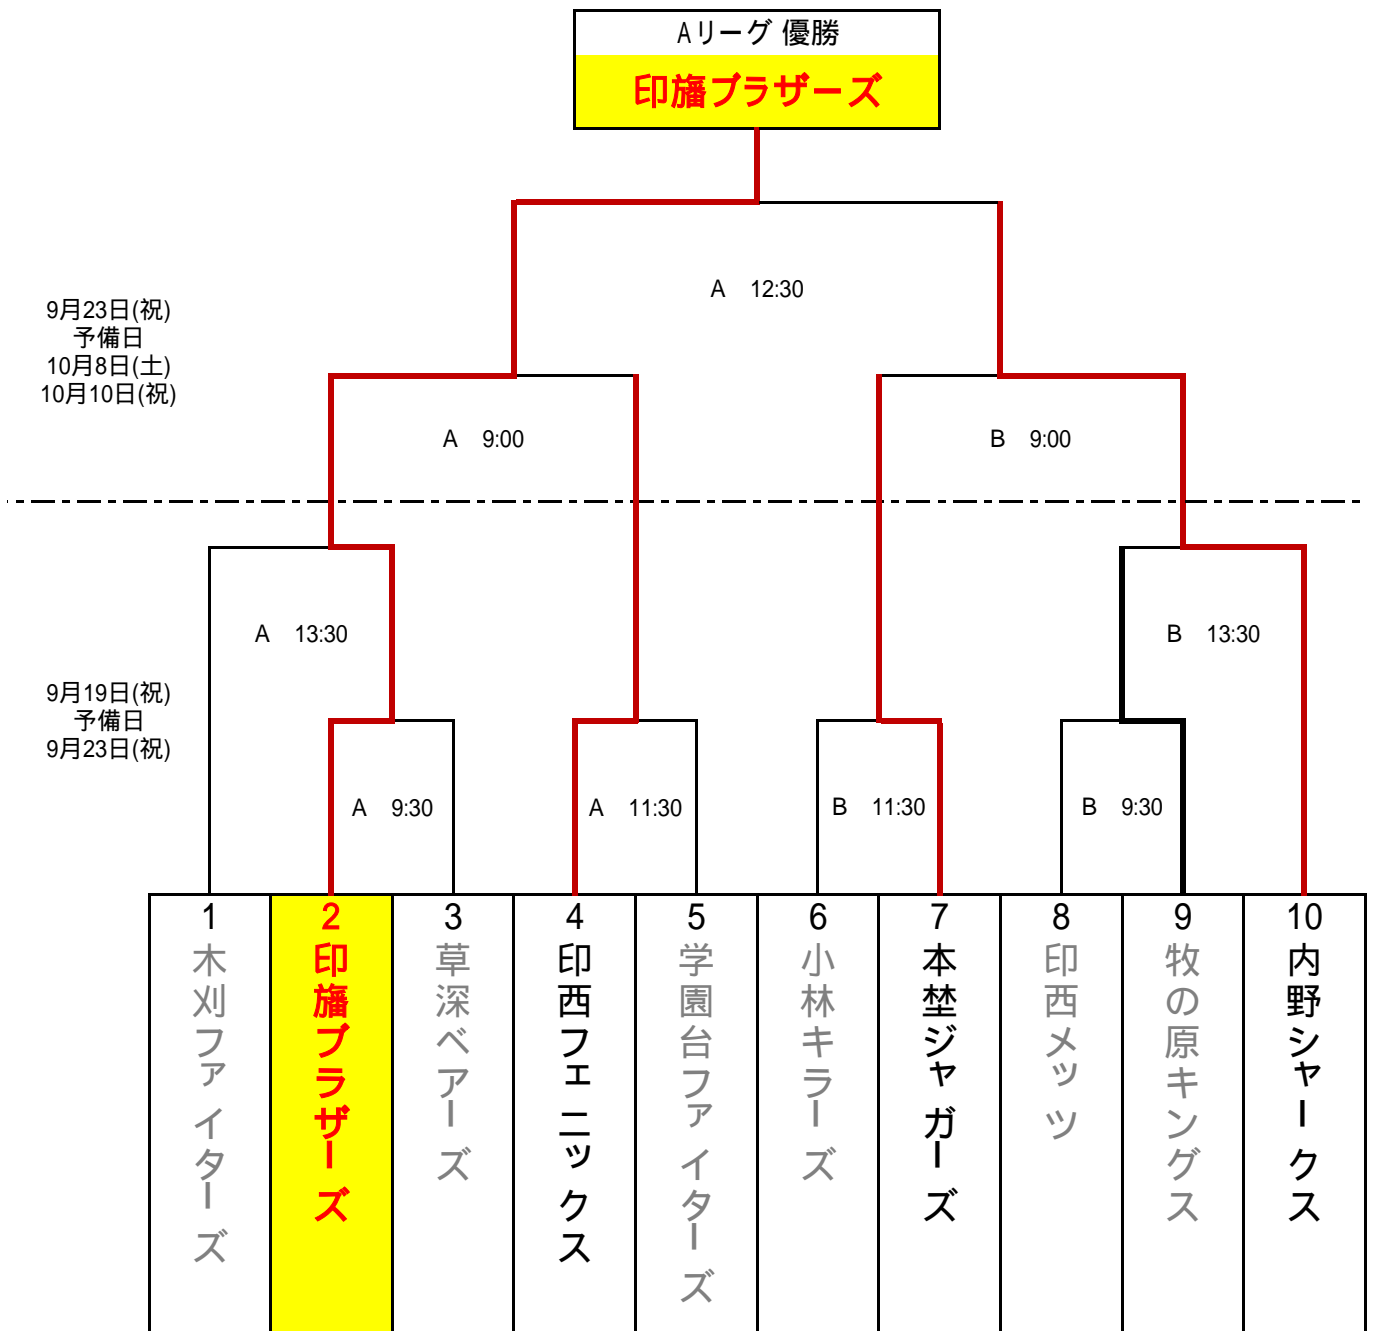 Aリーグ 優勝
印旛ブラザーズ
A 12:30
9月23日(祝)
予備日
10月8日(土)
10月10日(祝)
A 9:00
B 9:00
A 13:30
B 13:30
9月19日(祝)
予備日
9月23日(祝)
A 9:30
A 11:30
B 11:30
B 9:30
1
木刈ファイターズ
2
印旛ブラザーズ
3
草深ベアーズ
4
印西フェニックス
5
学園台ファイターズ
6
小林キラーズ
7
本埜ジャガーズ
8
印西メッツ
9
牧の原キングス
10
内野シャークス